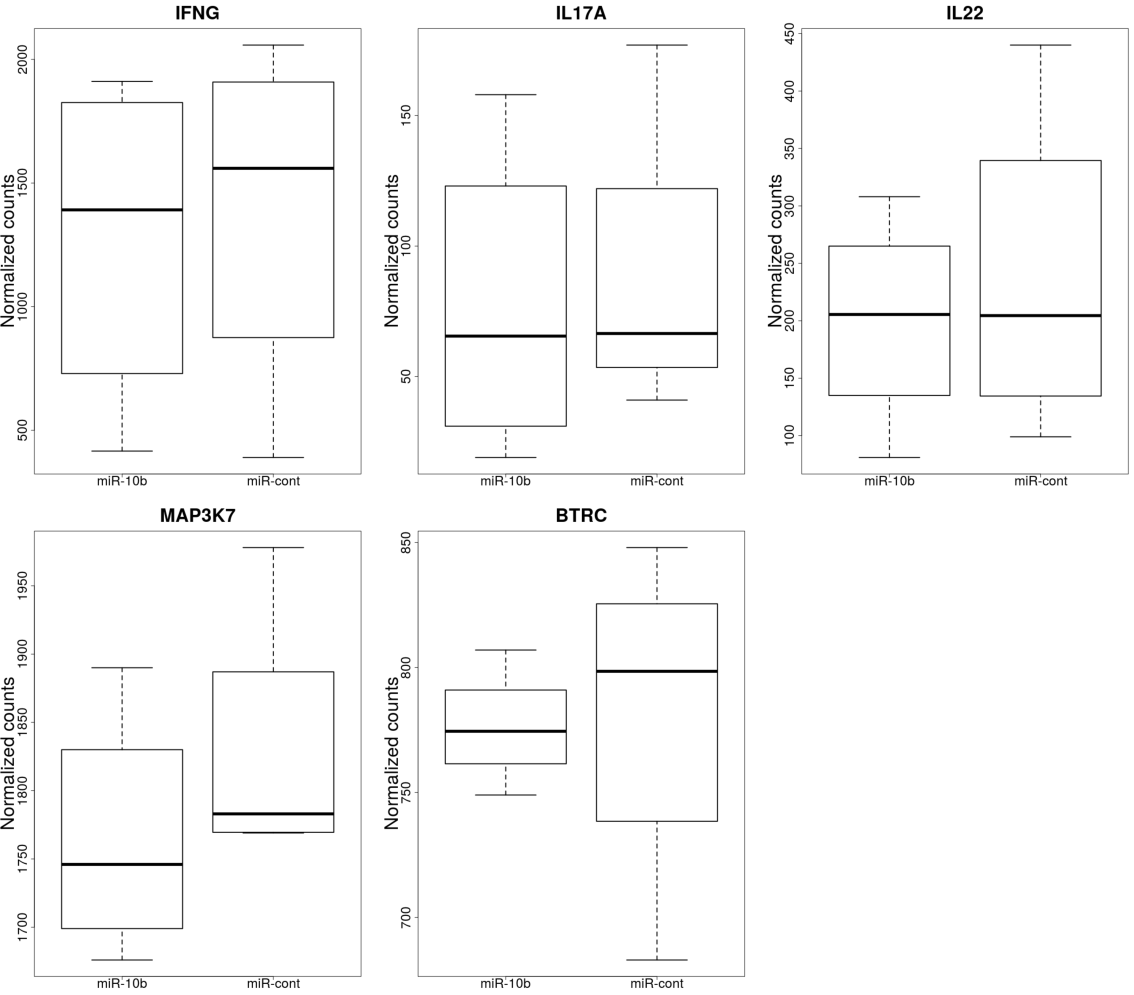 IFNG
Normalized counts
2000
1500
1000
500
miR-10b miR-cont
IL17A
Normalized counts
150
100
50
miR-10b miR-cont
IL22
Normalized counts
450
400
350
300
250
200
150
100
miR-10b miR-cont
MAP3K7
Normalized counts
1950
1900
1850
1800
1750
1700
miR-10b miR-cont
BTRC
Normalized counts
850
800
750
700
miR-10b miR-cont